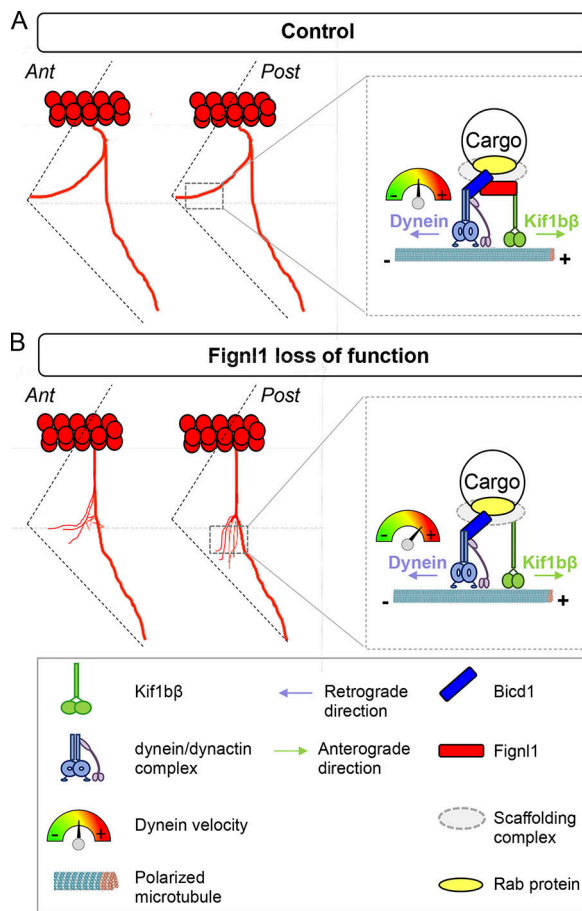 A
Control
Ant
Post
Cargo
- +
Dynein
Kif1bβ
- +
B
Fignl1 loss of function
Ant
Post
Cargo
- +
Dynein
Kif1bβ
- +
Kif1bβ
Retrograde
direction
Bicd1
dynein/dynactin
complex
Anterograde
direction
Fignl1
- +
Dynein velocity
Scaffolding
complex
Polarized
microtubule
Rab protein